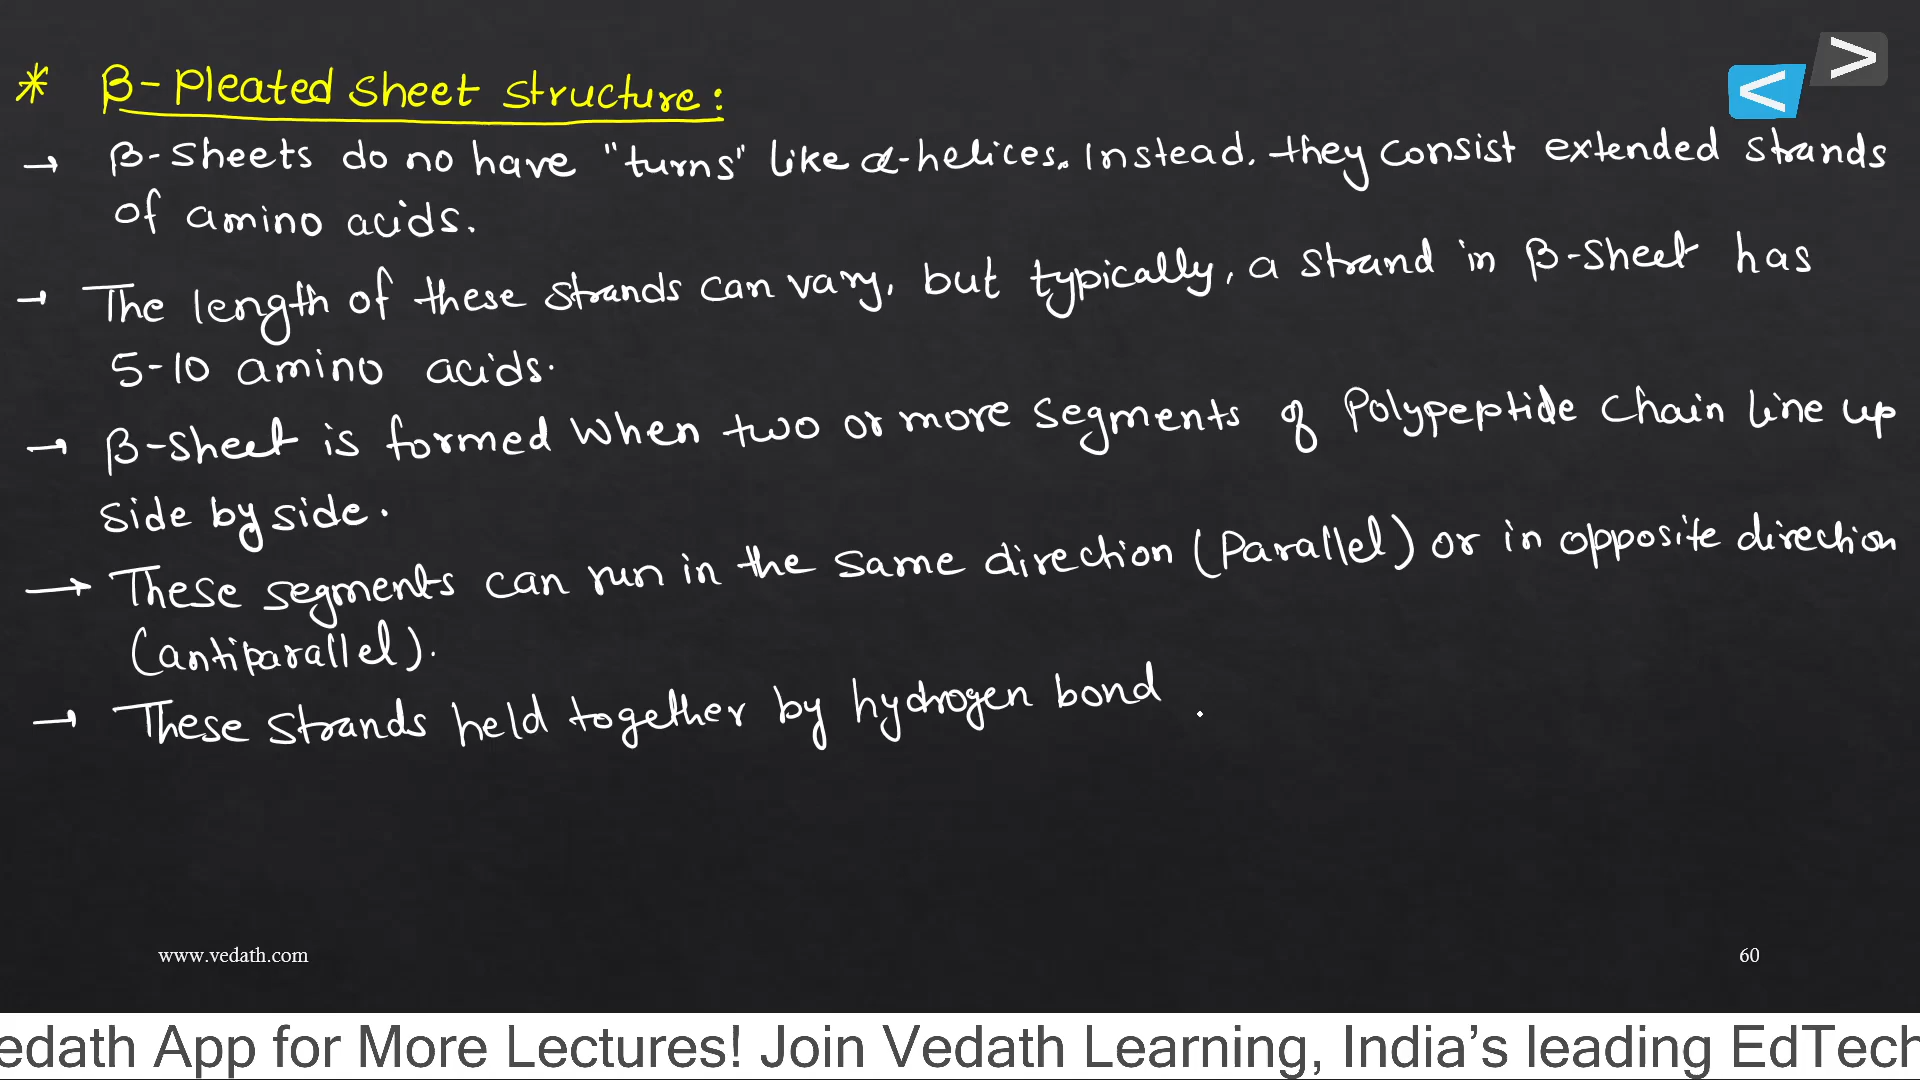 * β-Pleated sheet structure:
→ β-sheets do no have "turns" like α-helices. Instead, they consist extended strands
of amino acids.
→ The length of these strands can vary, but typically, a strand in β-sheet has
5-10 amino acids.
→ β-sheet is formed when two or more segments of Polypeptide chain line up
side by side.
→ These segments can run in the same direction (Parallel) or in opposite direction
(antiparallel).
→ These strands held together by hydrogen bond.
www.vedath.com
60
edath App for More Lectures! Join Vedath Learning, India's leading EdTech